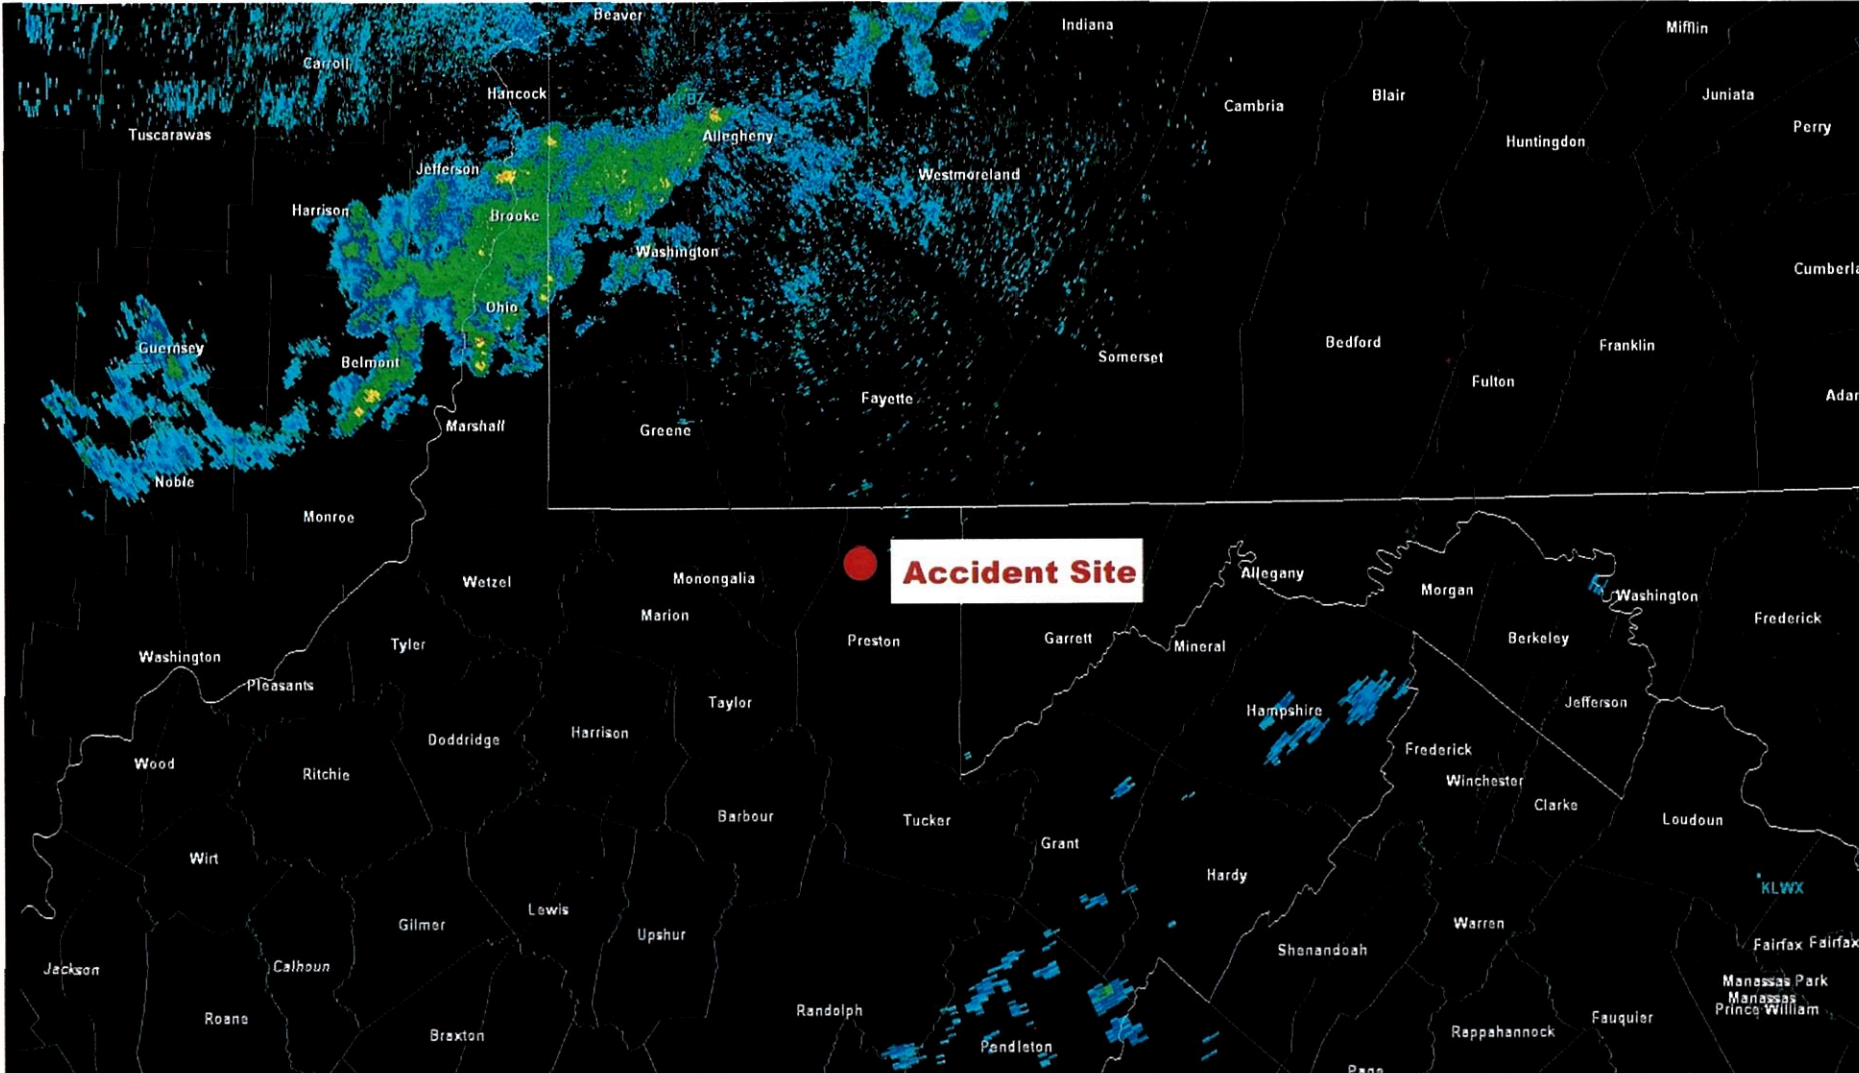 Beaver
Indiana
Mifflin
Carroll
Hancock
Cambria
Blair
Juniata
Tuscarawas
Allegheny
Perry
Huntingdon
Jefferson
Westmoreland
Harrison
Brooke
Washington
Cumberla
Ohio
Guernsey
Belmont
Somerset
Bedford
Franklin
Fulton
Fayette
Adar
Marshall
Greene
Noble
Monroe
Accident Site
Wetzel
Monongalia
Allegany
Morgan
Washington
Marion
Frederick
Tyler
Preston
Garrett
Mineral
Berkeley
Washington
Pleasants
Taylor
Hampshire
Jefferson
Doddridge
Harrison
Frederick
Wood
Ritchie
Winchester
Barbour
Tucker
Clarke
Loudoun
Grant
Wirt
Hardy
KLWX
Lewis
Gilmer
Upshur
Warren
Shenandoah
Fairfax Fairfax
Jackson
Calhoun
Manassas Park
Manassas
Prince William
Roane
Randolph
Fauquier
Braxton
Rappahannock
Pendleton
Page